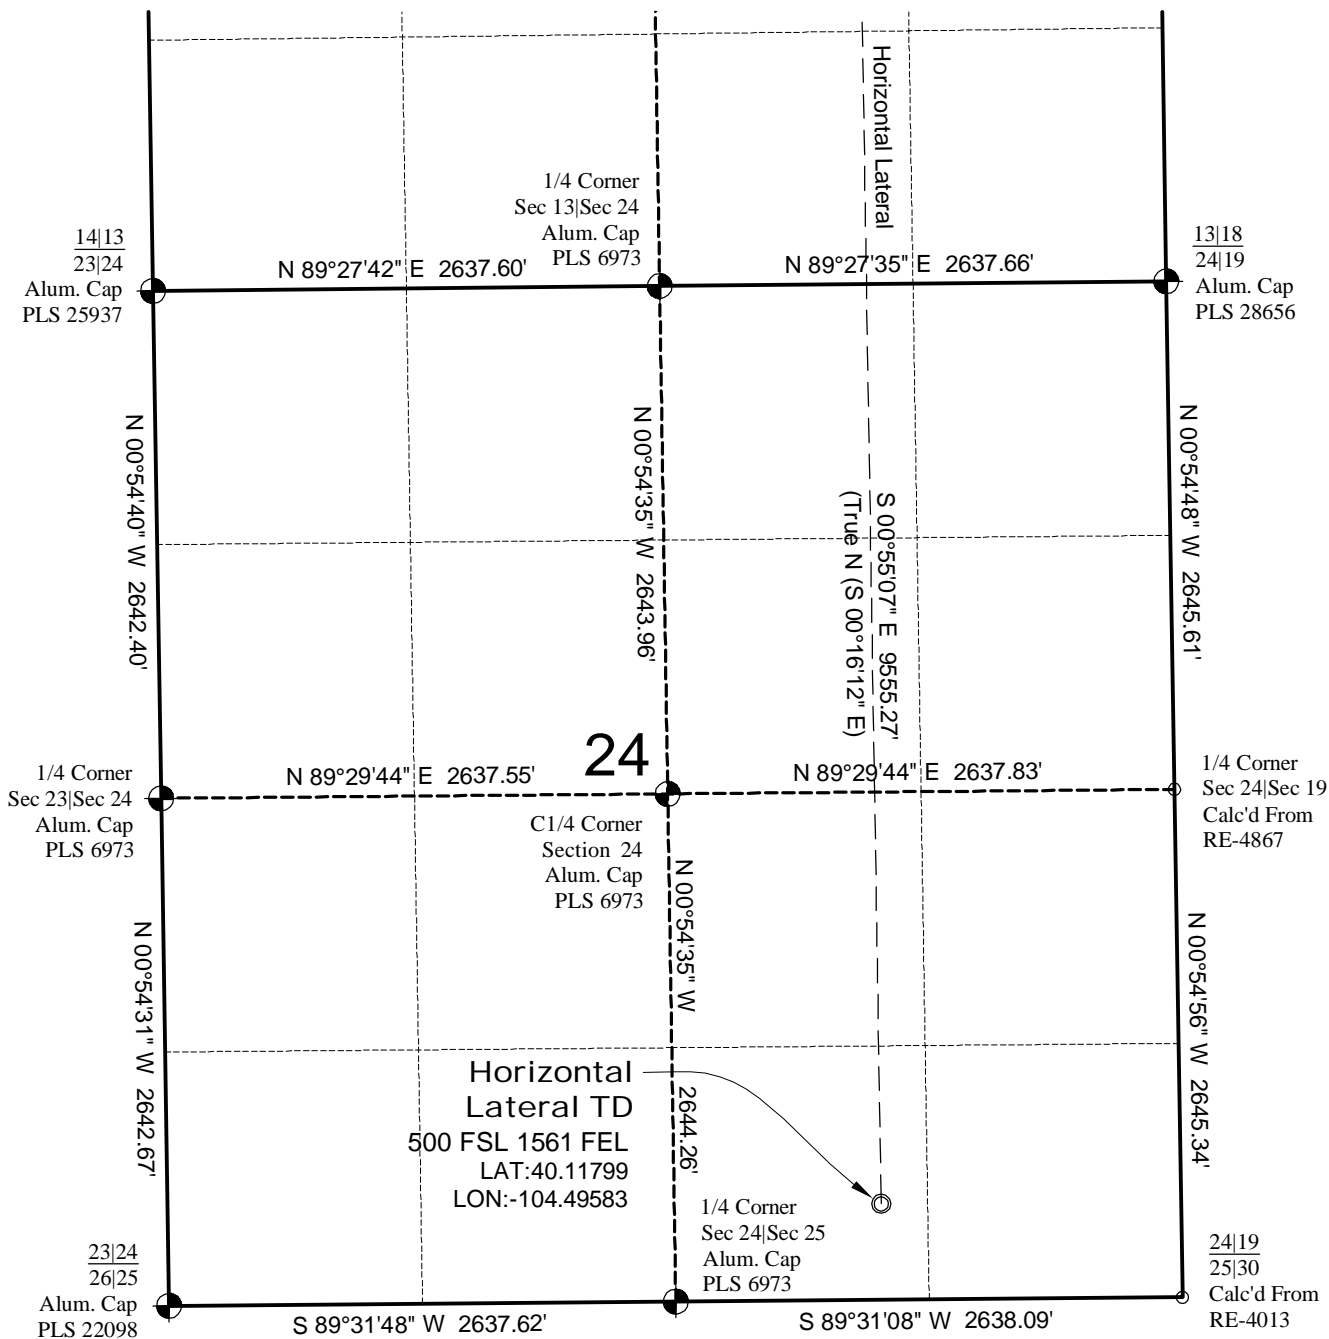 Horizontal Lateral
1/4 Corner
Sec 13|Sec 24
Alum. Cap
PLS 6973
14|13
23|24
Alum. Cap
PLS 25937
N 89°27'42" E 2637.60'
N 89°27'35" E 2637.66'
13|18
24|19
Alum. Cap
PLS 28656
N 00°54'40" W 2642.40'
N 00°54'35" W 2643.96'
S 00°55'07" E 9555.27'
(True N (S 00°16'12" E)
N 00°54'48" W 2645.61'
24
1/4 Corner
Sec 23|Sec 24
Alum. Cap
PLS 6973
N 89°29'44" E 2637.55'
N 89°29'44" E 2637.83'
1/4 Corner
Sec 24|Sec 19
Calc'd From
RE-4867
C1/4 Corner
Section 24
Alum. Cap
PLS 6973
N 00°54'31" W 2642.67'
N 00°54'35" W 2644.26'
N 00°54'56" W 2645.34'
Horizontal
Lateral TD
500 FSL 1561 FEL
LAT:40.11799
LON:-104.49583
1/4 Corner
Sec 24|Sec 25
Alum. Cap
PLS 6973
23|24
26|25
Alum. Cap
PLS 22098
S 89°31'48" W 2637.62'
S 89°31'08" W 2638.09'
24|19
25|30
Calc'd From
RE-4013